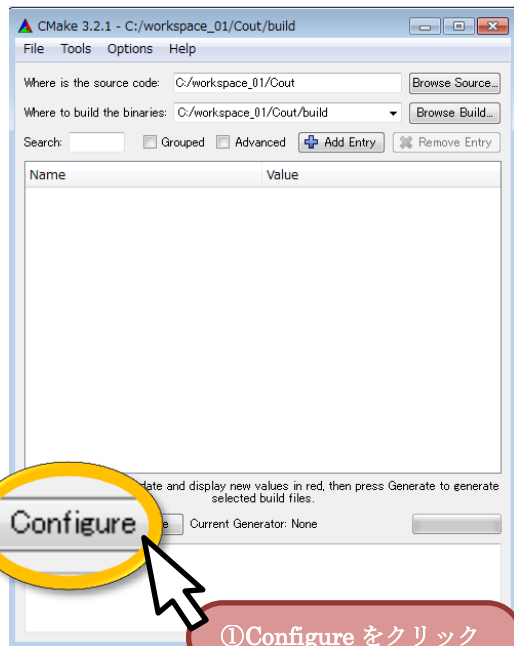 CMake 3.2.1 - C:/workspace_01/Cout/build
File Tools Options Help
Where is the source code: C:/workspace_01/Cout Browse Source...
Where to build the binaries: C:/workspace_01/Cout/build Browse Build...
Search: Grouped Advanced Add Entry Remove Entry
Name Value
date and display new values in red, then press Generate to generate
selected build files.
Configure Current Generator: None
①Configure をクリック